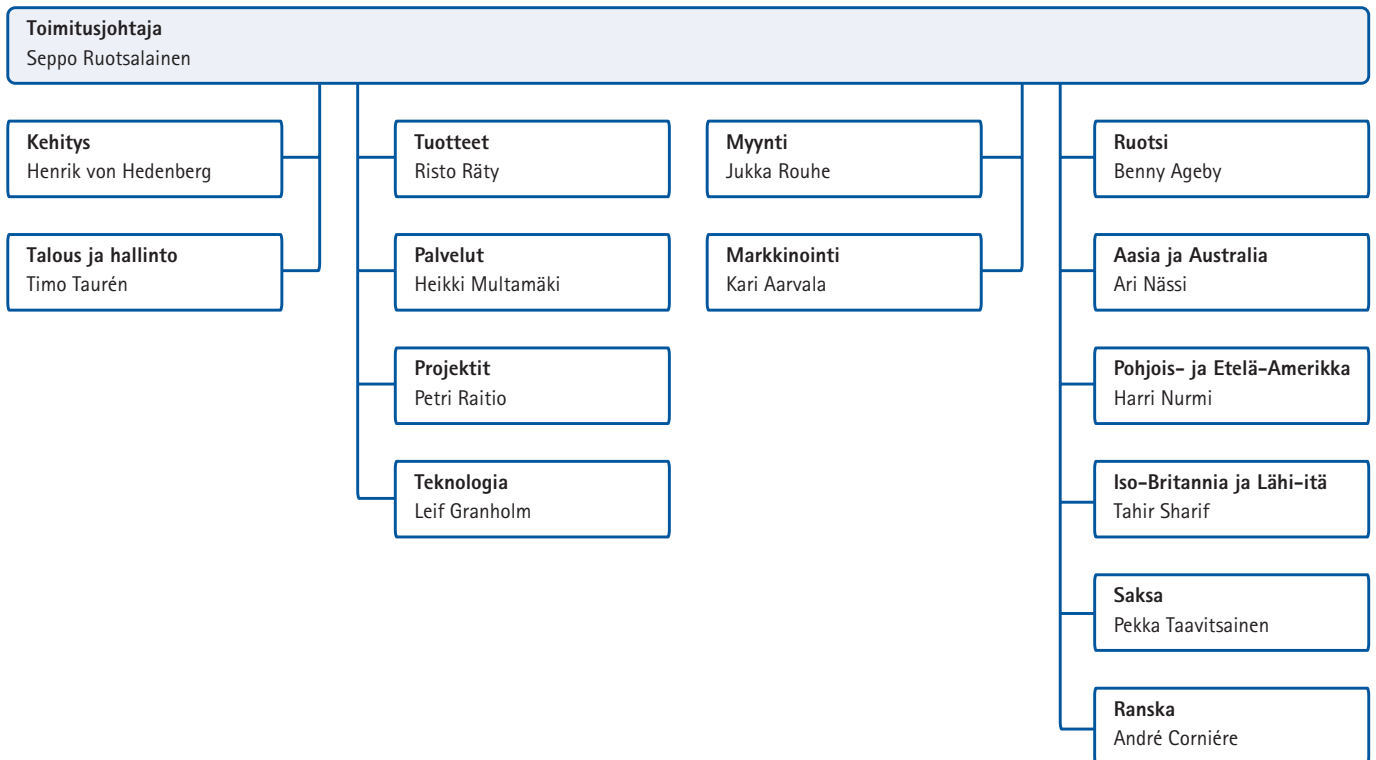 Toimitusjohtaja
Seppo Ruotsalainen
Kehitys
Henrik von Hedenberg
Talous ja hallinto
Timo Taurén
Tuotteet
Risto Räty
Palvelut
Heikki Multamäki
Projektit
Petri Raitio
Teknologia
Leif Granholm
Myynti
Jukka Rouhe
Markkinointi
Kari Aarvala
Ruotsi
Benny Ageby
Aasia ja Australia
Ari Nässi
Pohjois- ja Etelä-Amerikka
Harri Nurmi
Iso-Britannia ja Lähi-itä
Tahir Sharif
Saksa
Pekka Taavitsainen
Ranska
André Corniére